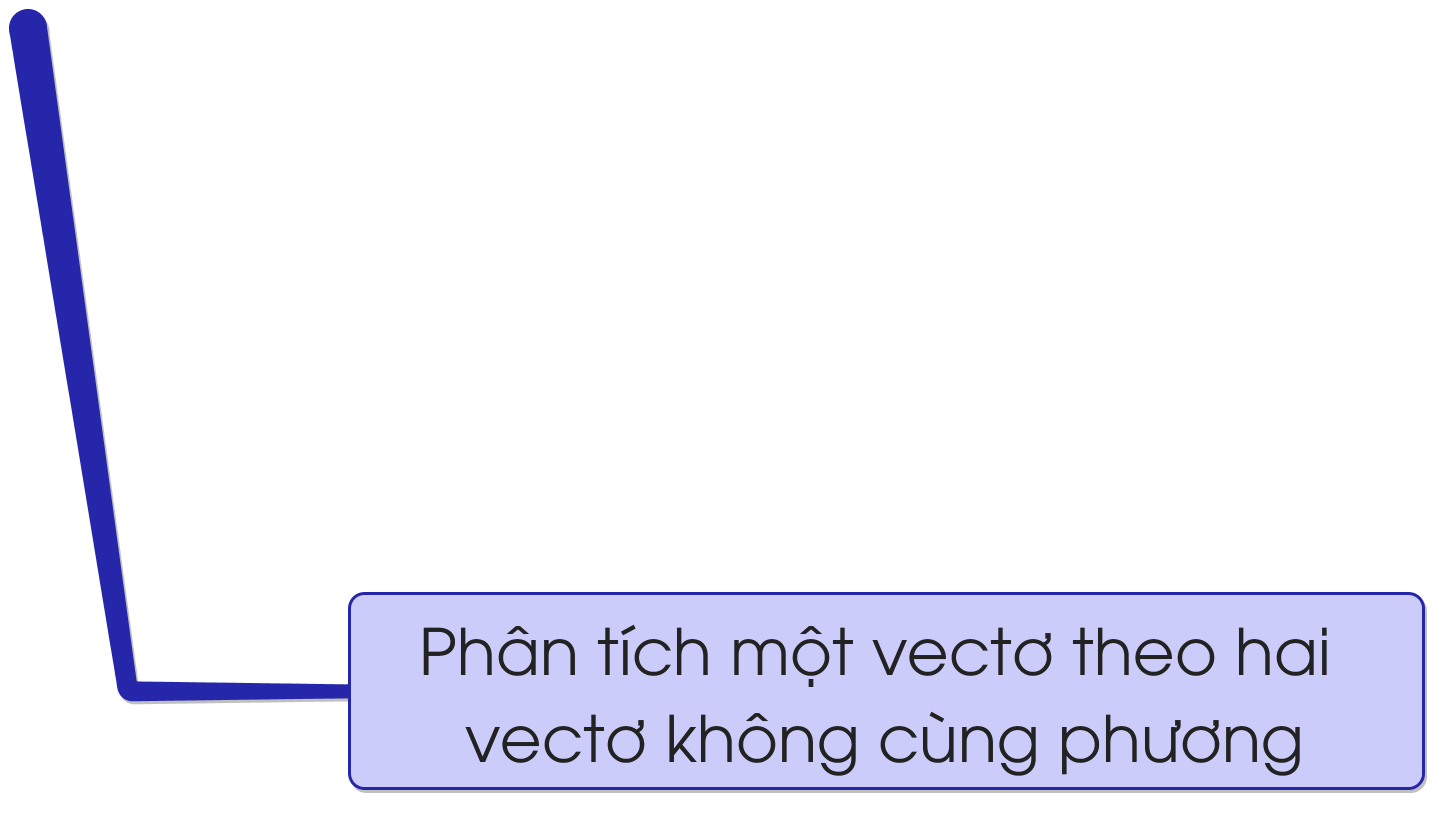 Phân tích một vectơ theo hai
vectơ không cùng phương